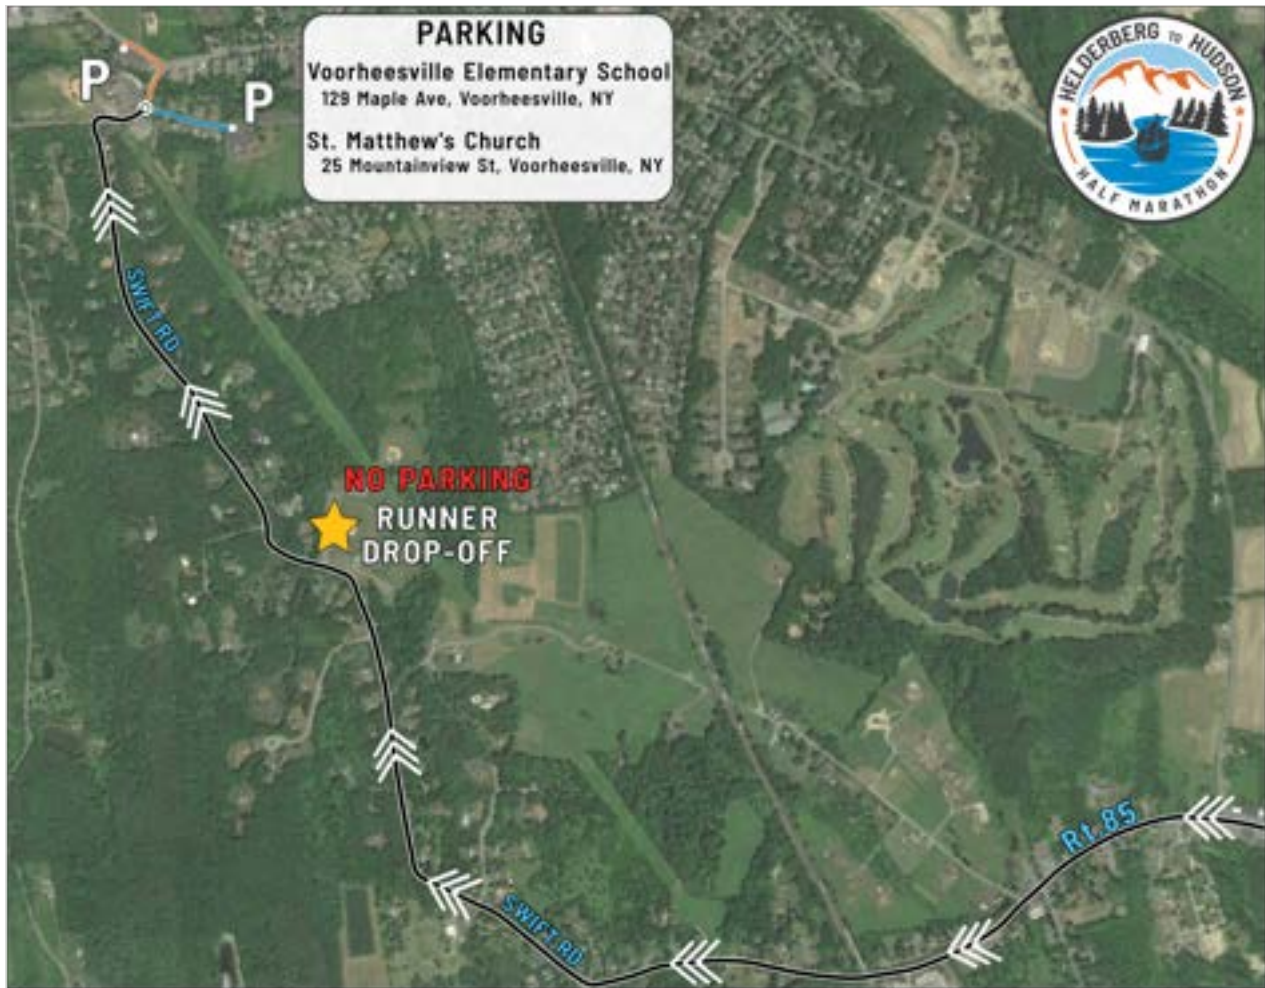 PARKING
Voorheesville Elementary School
129 Maple Ave, Voorheesville, NY
St. Matthew's Church
25 Mountainview St, Voorheesville, NY
HELDERBERG TO HUDSON
HALF MARATHON
P
P
SWIFT RD
NO PARKING
RUNNER
DROP-OFF
Rt.85
SWIFT RD